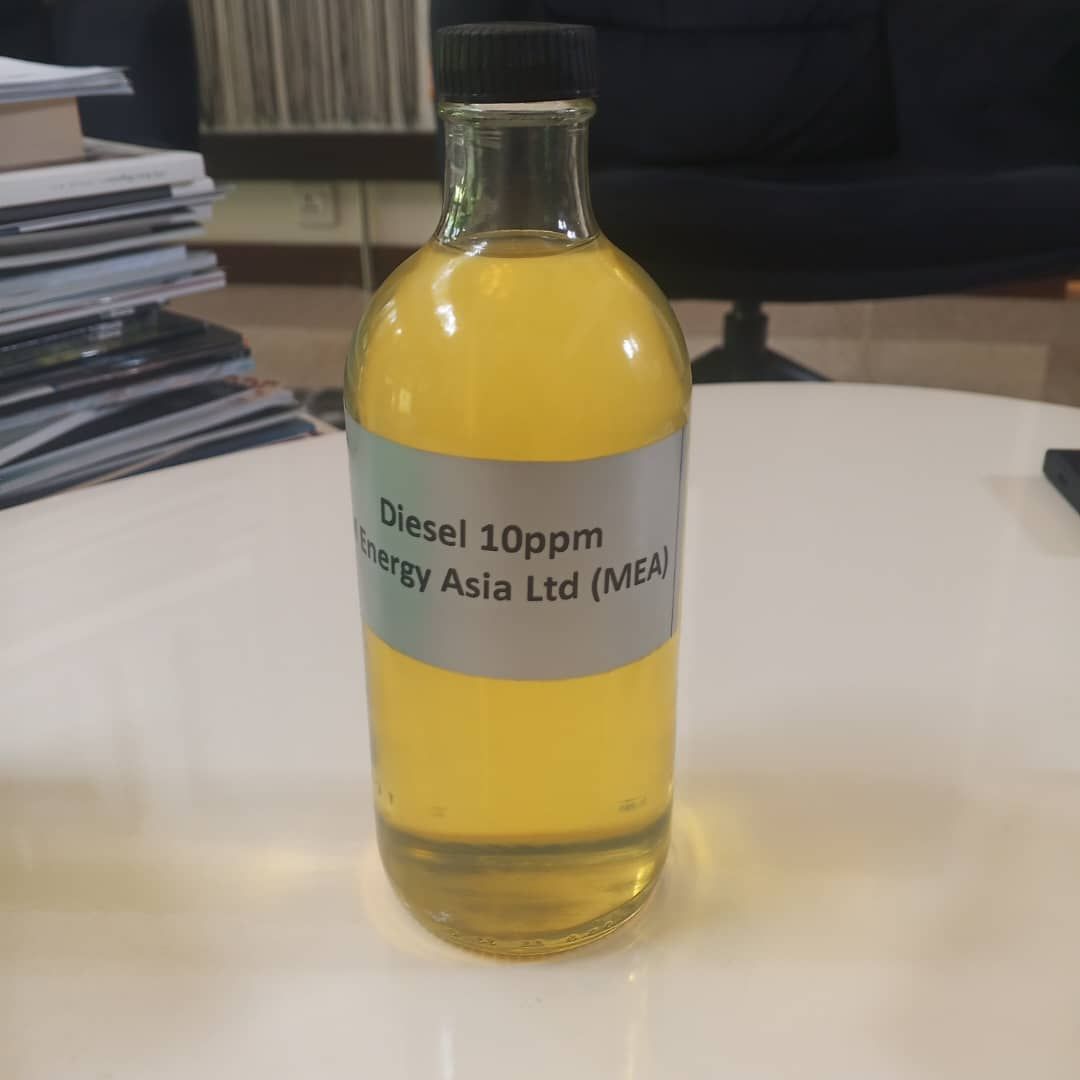 Diesel 10ppm
Energy Asia Ltd (MEA)